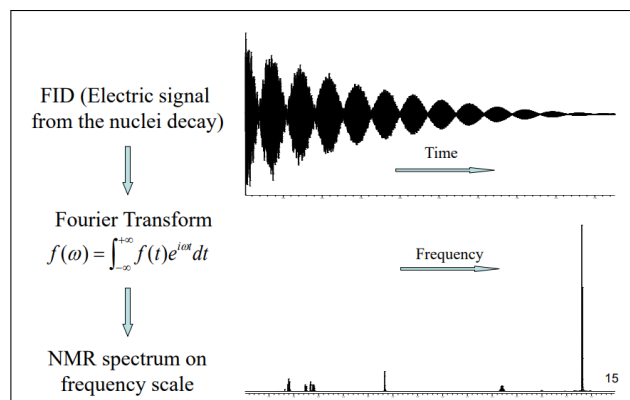 FID (Electric signal
from the nuclei decay)
Time
Fourier Transform
f(ω) = ∫_{-∞}^{+∞} f(t)e^{iωt}dt
Frequency
NMR spectrum on
frequency scale
15